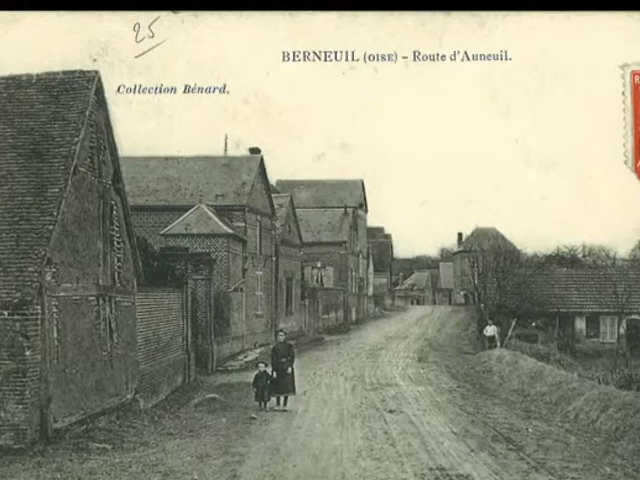 25
BERNEUIL (OISE) – Route d'Auneuil.
Collection Bénard.
R